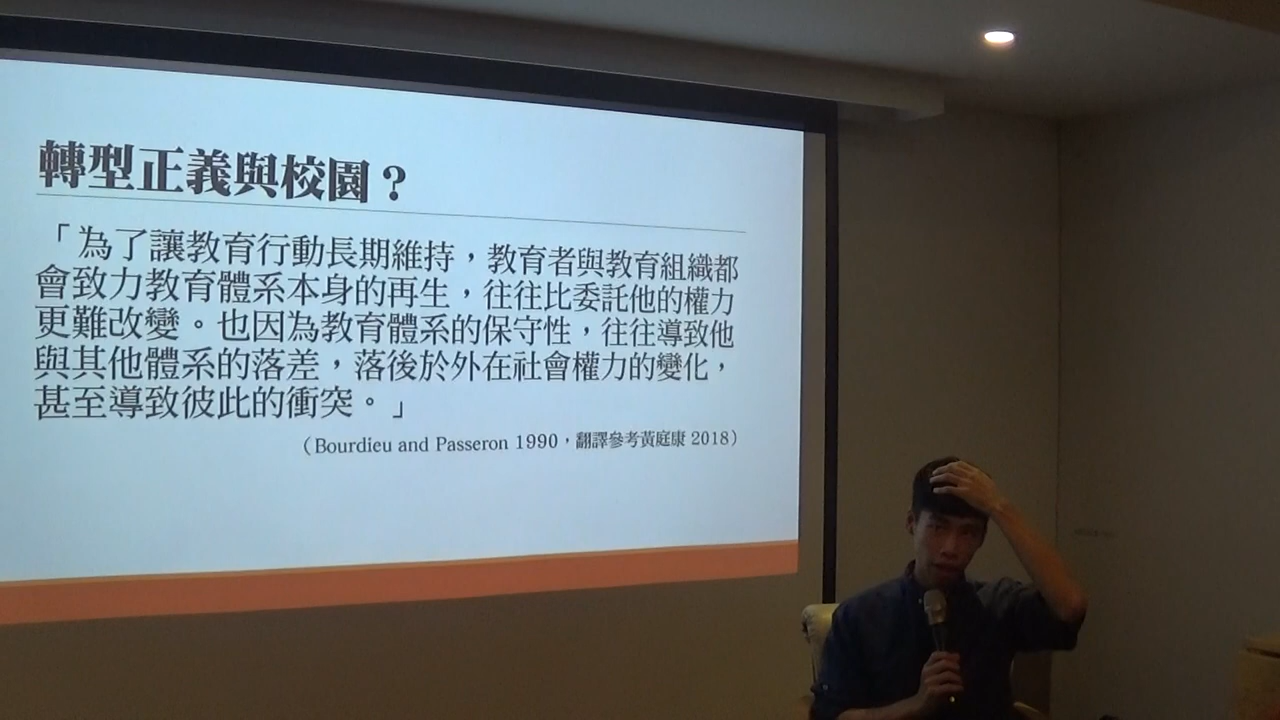 轉型正義與校園？
「為了讓教育行動長期維持，教育者與教育組織都
會致力教育體系本身的再生，往往比委託他的權力
更難改變。也因為教育體系的保守性，往往導致他
與其他體系的落差，落後於外在社會權力的變化，
甚至導致彼此的衝突。」
（Bourdieu and Passeron 1990，翻譯參考黃庭康 2018）